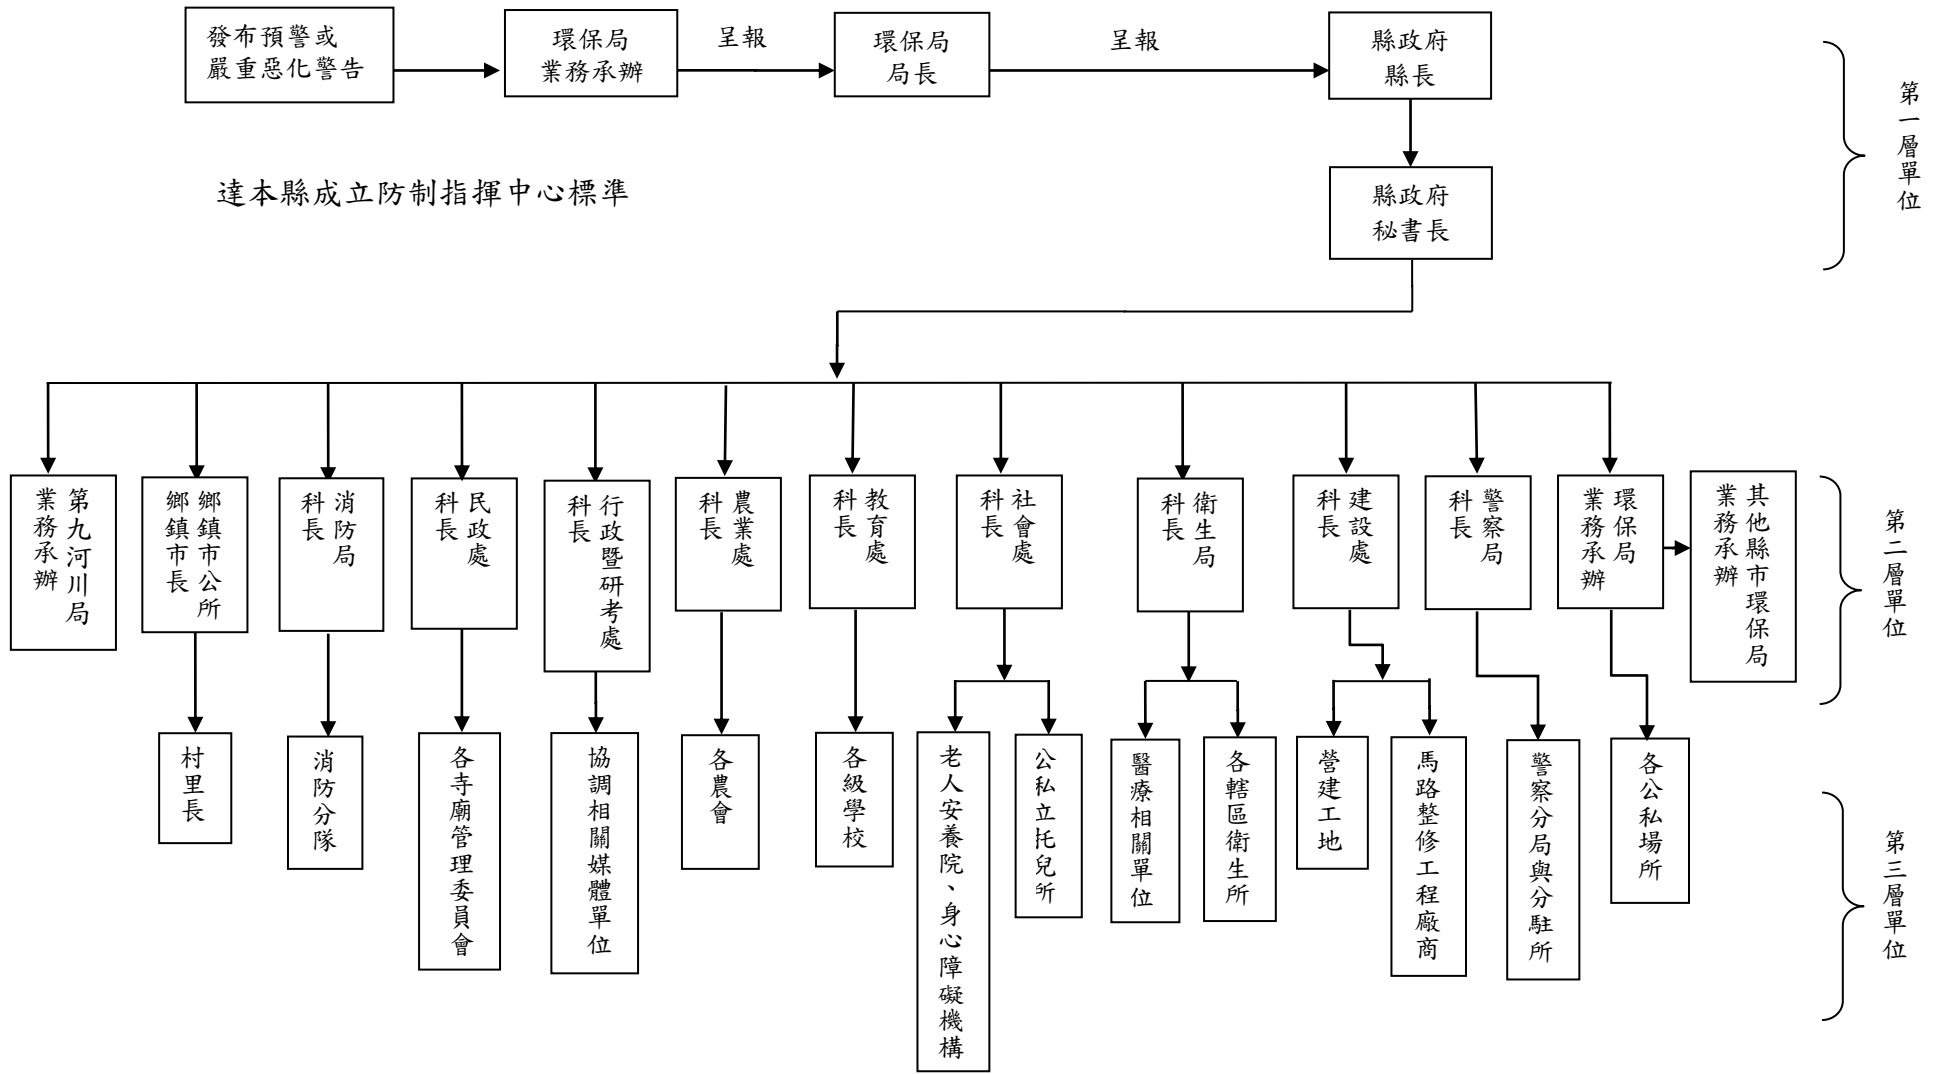 發布預警或
嚴重惡化警告
環保局
業務承辦
呈報
環保局
局長
呈報
縣政府
縣長
第一層單位
達本縣成立防制指揮中心標準
縣政府
秘書長
第九河川局
業務承辦
鄉鎮市公所
鄉鎮市長
消防局
科長
民政處
科長
行政暨研考處
科長
農業處
科長
教育處
科長
社會處
科長
衛生局
科長
建設處
科長
警察局
科長
環保局
業務承辦
其他縣市環保局
業務承辦
第二層單位
村里長
消防分隊
各寺廟管理委員會
協調相關媒體單位
各農會
各級學校
老人安養院、身心障礙機構
公私立托兒所
醫療相關單位
各轄區衛生所
營建工地
馬路整修工程廠商
警察分局與分駐所
各公私場所
第三層單位